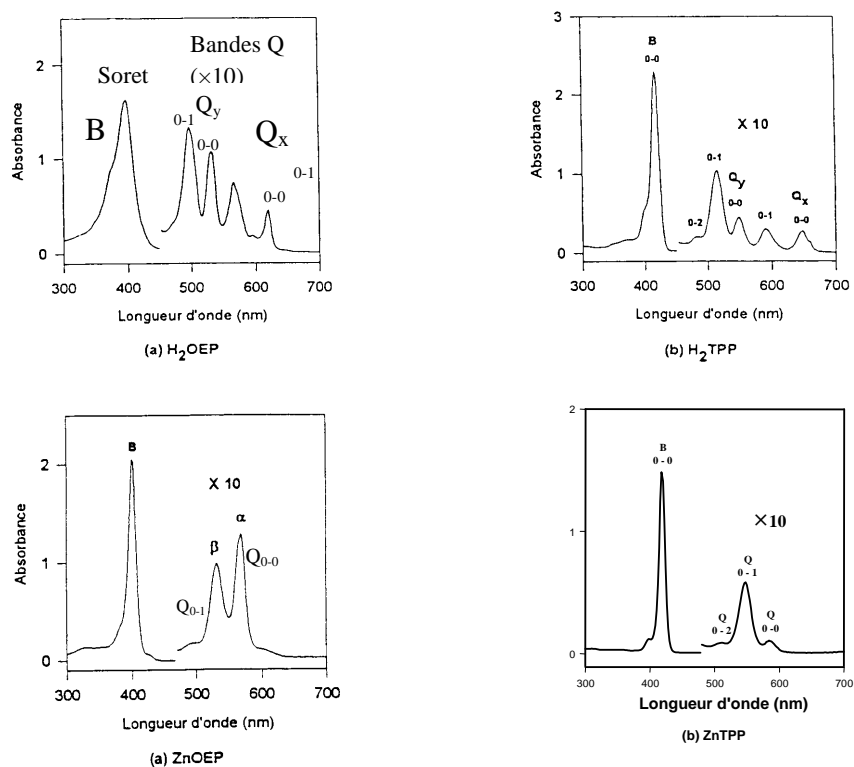 Absorbance
2
1
0
Bandes Q
(×10)
Soret
B
Qy
0-1
0-0
Qx
0-1
0-0
300 400 500 600 700
Longueur d'onde (nm)
(a) H2OEP
Absorbance
3
2
1
0
B
0-0
X 10
0-1
Qy
0-0
Qx
0-2
0-1
0-0
300 400 500 600 700
Longueur d'onde (nm)
(b) H2TPP
Absorbance
2
1
0
B
X 10
α
β
Q0-0
Q0-1
300 400 500 600 700
Longueur d'onde (nm)
(a) ZnOEP
2
1
0
B
0 - 0
×10
Q
0 - 1
Q
0 - 2
Q
0 - 0
300 400 500 600 700
Longueur d'onde (nm)
(b) ZnTPP